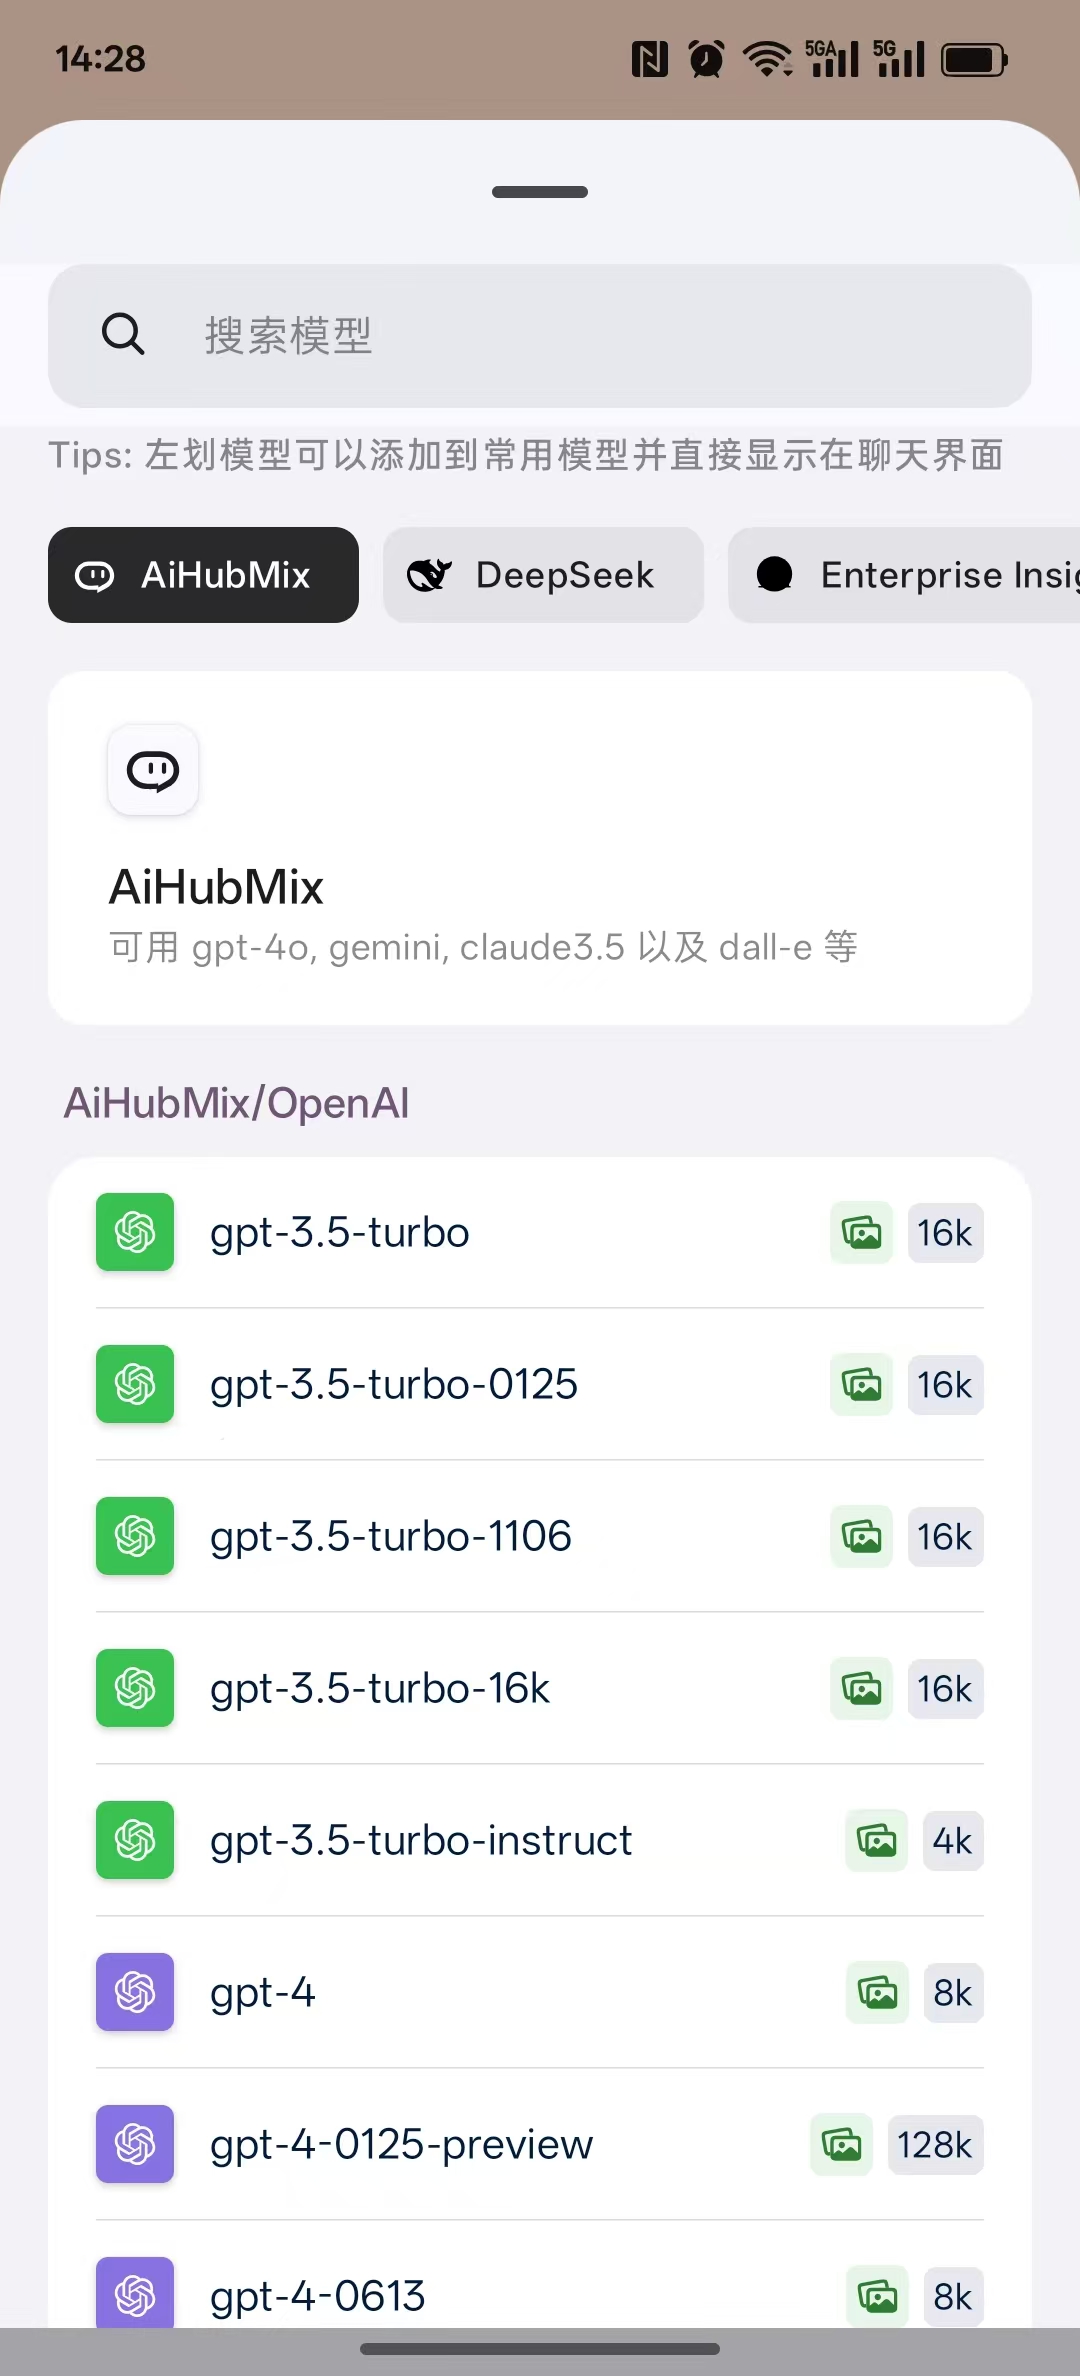 14:28
5GA 5G
搜索模型
Tips: 左划模型可以添加到常用模型并直接显示在聊天界面
AiHubMix DeepSeek Enterprise Insig
AiHubMix
可用 gpt-4o, gemini, claude3.5 以及 dall-e 等
AiHubMix/OpenAI
gpt-3.5-turbo 16k
gpt-3.5-turbo-0125 16k
gpt-3.5-turbo-1106 16k
gpt-3.5-turbo-16k 16k
gpt-3.5-turbo-instruct 4k
gpt-4 8k
gpt-4-0125-preview 128k
gpt-4-0613 8k